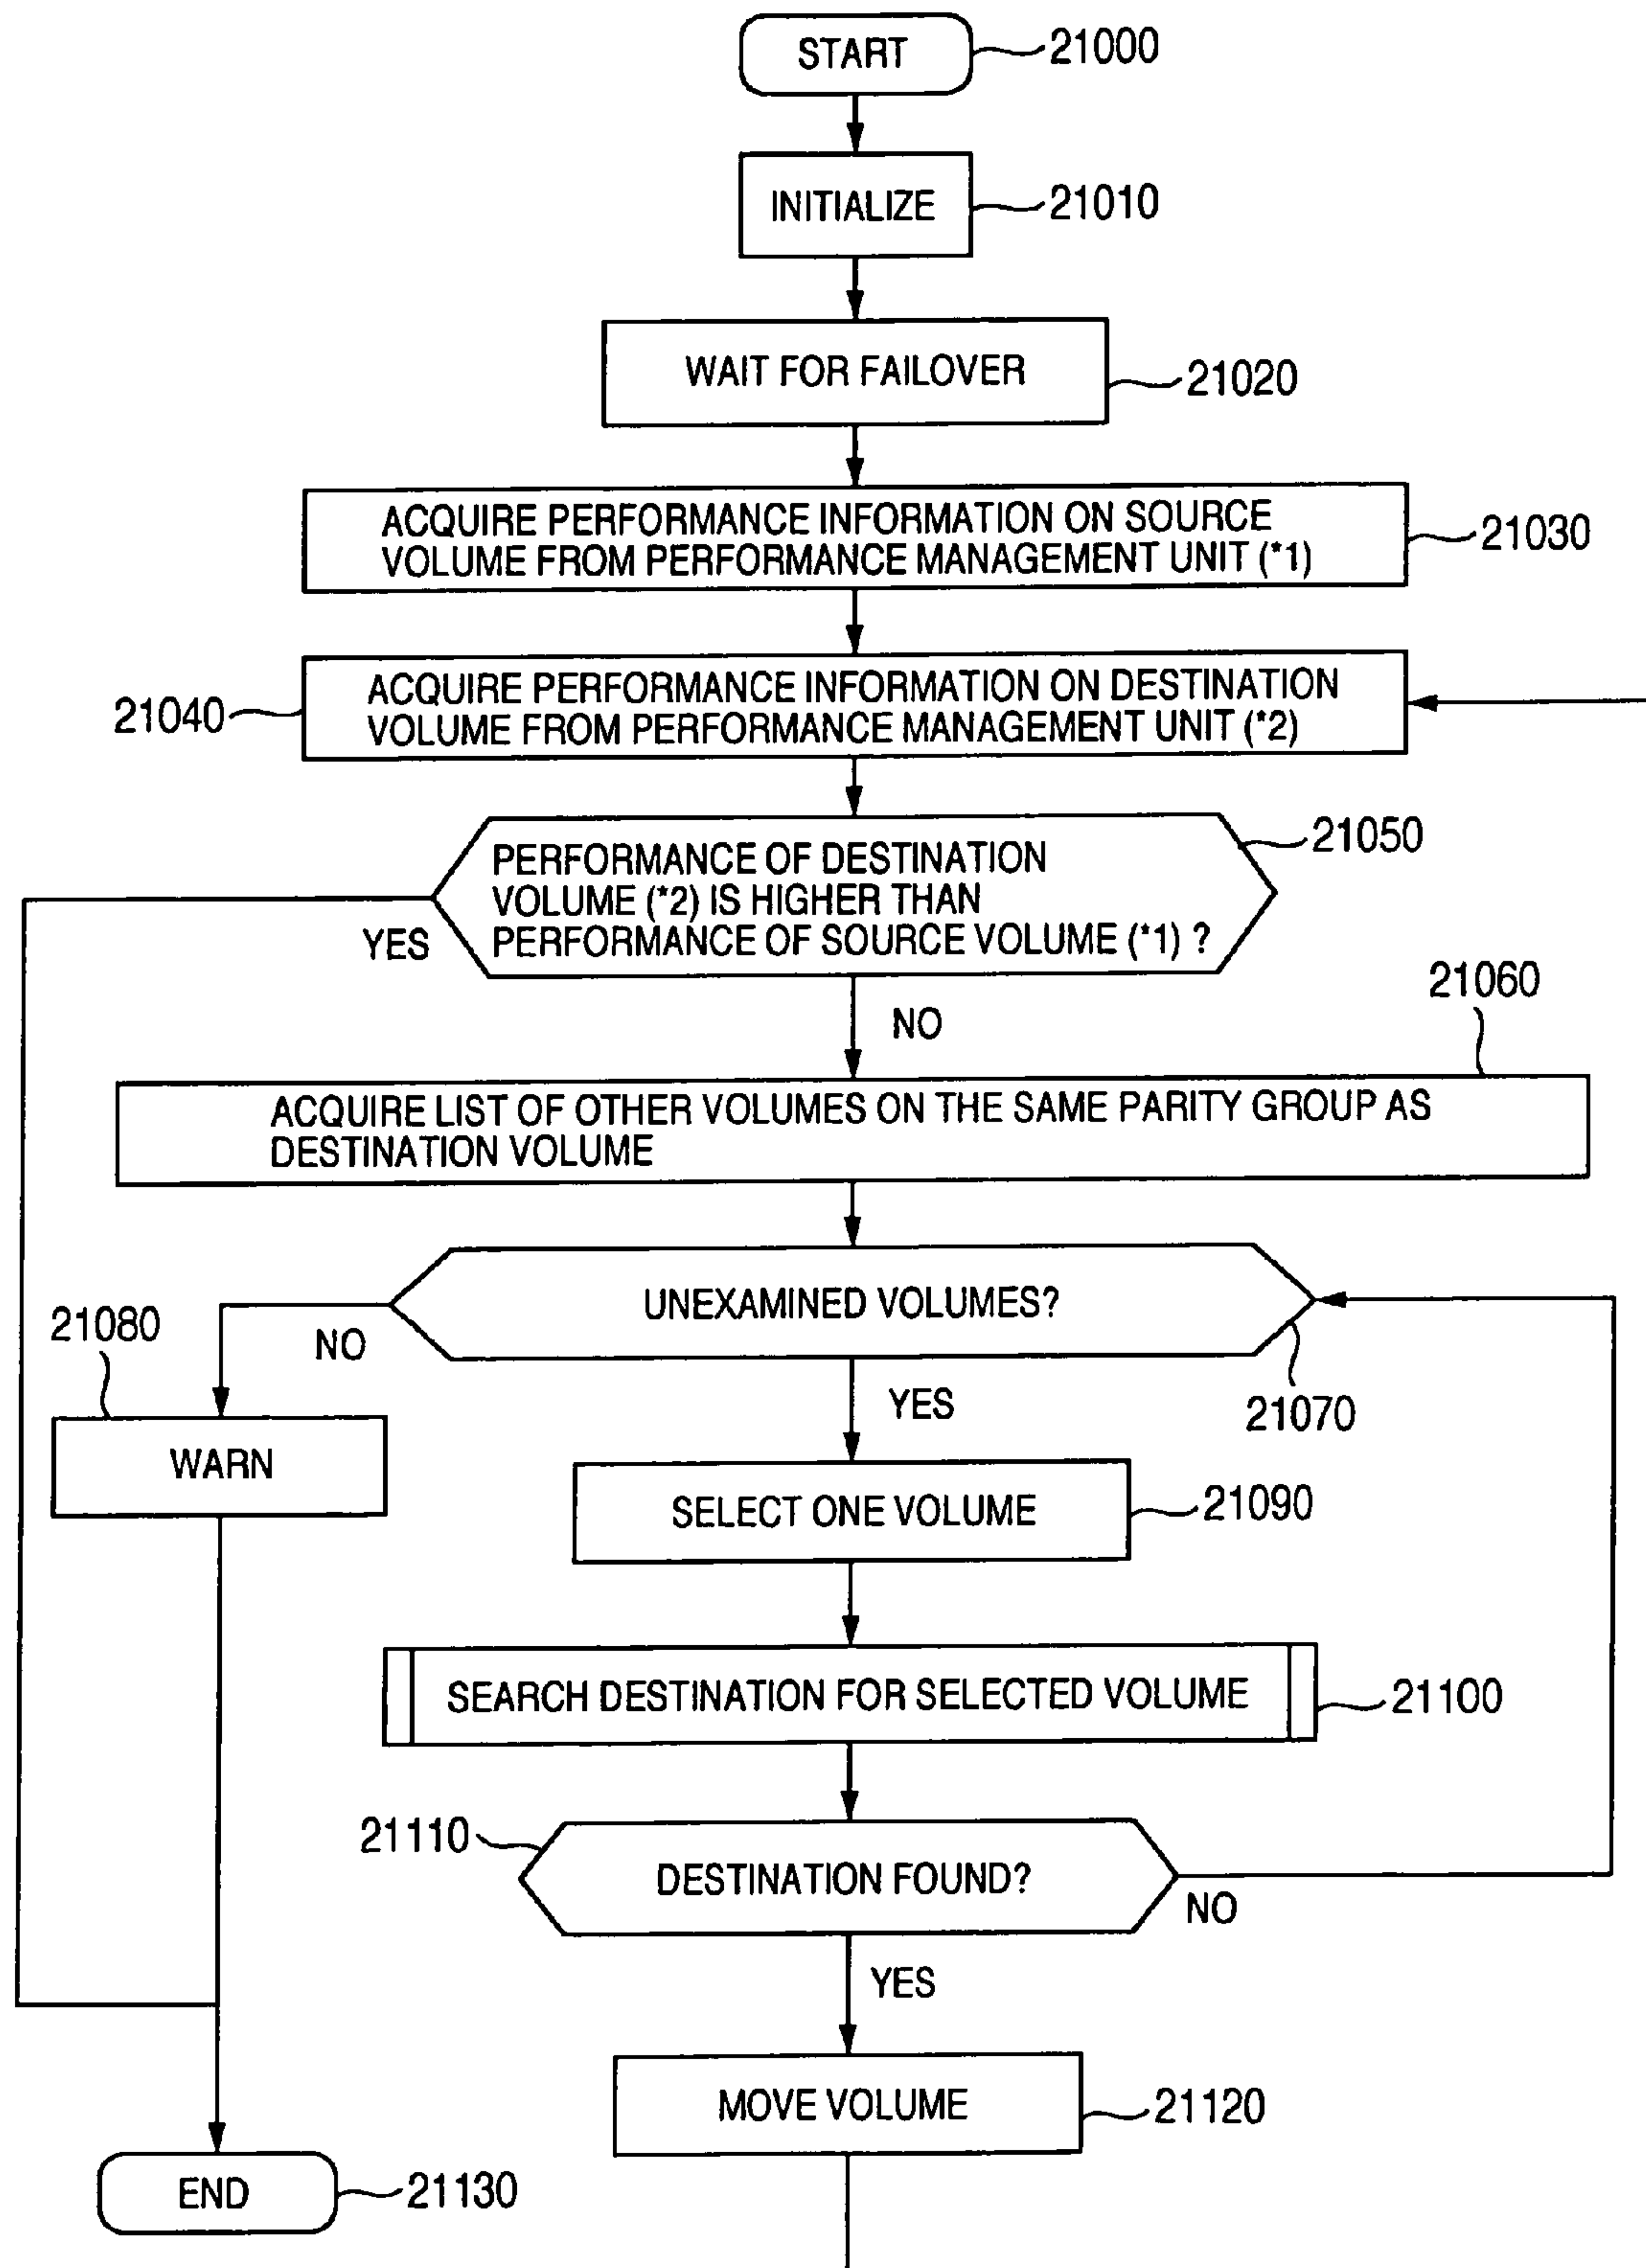 START
21000
INITIALIZE
21010
WAIT FOR FAILOVER
21020
ACQUIRE PERFORMANCE INFORMATION ON SOURCE
VOLUME FROM PERFORMANCE MANAGEMENT UNIT (*1)
21030
21040
ACQUIRE PERFORMANCE INFORMATION ON DESTINATION
VOLUME FROM PERFORMANCE MANAGEMENT UNIT (*2)
21050
PERFORMANCE OF DESTINATION
VOLUME (*2) IS HIGHER THAN
PERFORMANCE OF SOURCE VOLUME (*1) ?
YES
NO
21060
ACQUIRE LIST OF OTHER VOLUMES ON THE SAME PARITY GROUP AS
DESTINATION VOLUME
UNEXAMINED VOLUMES?
21070
NO
21080
WARN
YES
SELECT ONE VOLUME
21090
SEARCH DESTINATION FOR SELECTED VOLUME
21100
21110
DESTINATION FOUND?
NO
YES
MOVE VOLUME
21120
END
21130